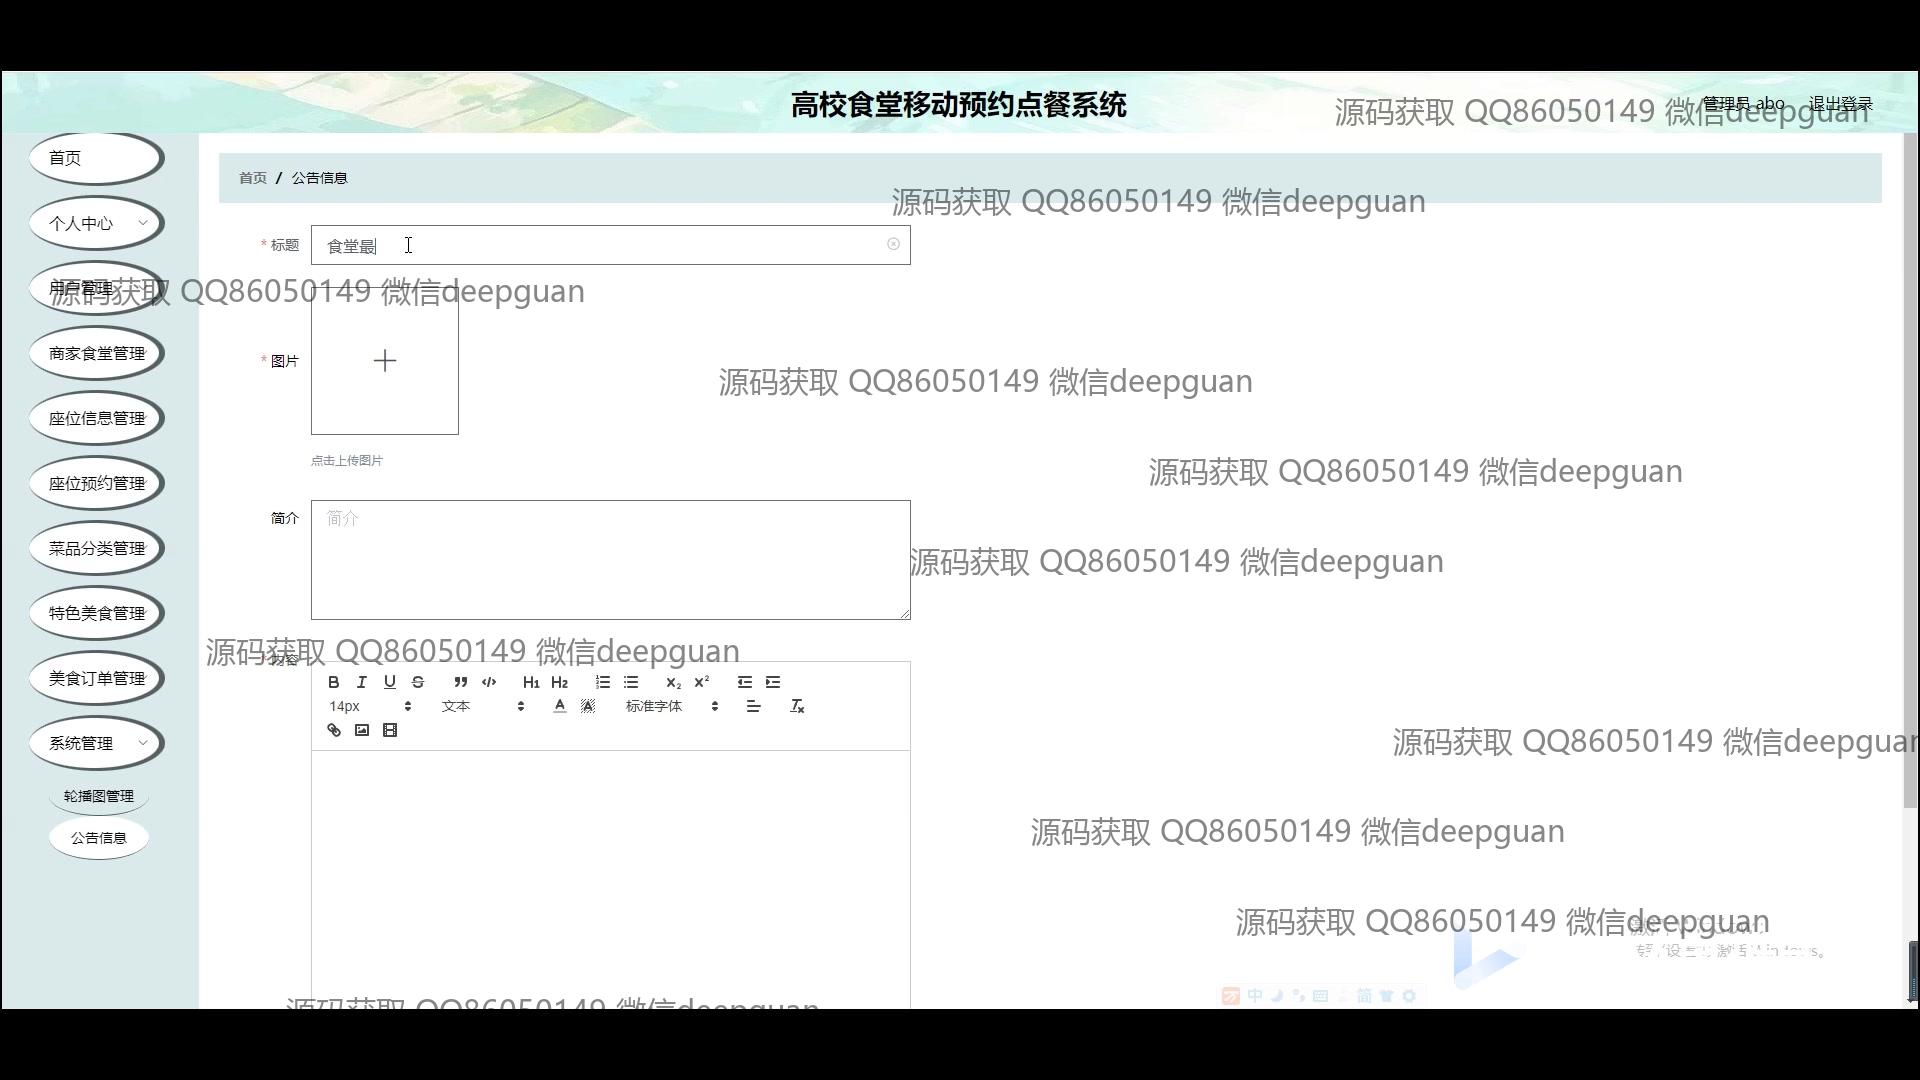 高校食堂移动预约点餐系统
管理员 abo
退出登录
源码获取 QQ86050149 微信deepguan
首页
首页 / 公告信息
源码获取 QQ86050149 微信deepguan
个人中心
* 标题
食堂最
用户管理
源码获取 QQ86050149 微信deepguan
商家食堂管理
* 图片
点击上传图片
源码获取 QQ86050149 微信deepguan
座位信息管理
座位预约管理
源码获取 QQ86050149 微信deepguan
简介
简介
菜品分类管理
源码获取 QQ86050149 微信deepguan
特色美食管理
源码获取 QQ86050149 微信deepguan
* 内容
美食订单管理
B I U S H1 H2 X2 X2
14px 文本 A A 标准字体
系统管理
源码获取 QQ86050149 微信deepguan
轮播图管理
公告信息
源码获取 QQ86050149 微信deepguan
源码获取 QQ86050149 微信deepguan
中 简
源码获取 QQ86050149 微信deepguan